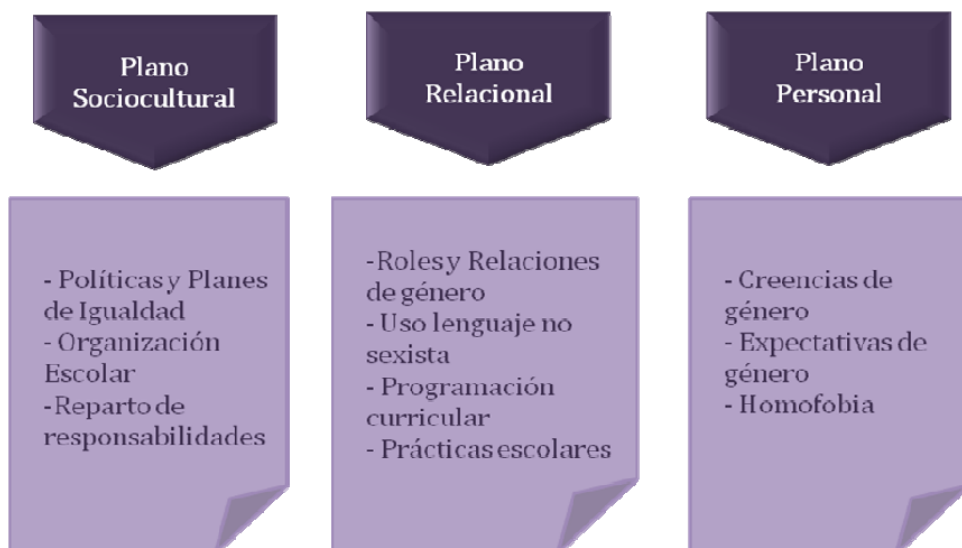 Plano
Sociocultural
- Políticas y Planes
de Igualdad
- Organización
Escolar
-Reparto de
responsabilidades
Plano
Relacional
-Roles y Relaciones
de género
- Uso lenguaje no
sexista
- Programación
curricular
- Prácticas escolares
Plano
Personal
- Creencias de
género
- Expectativas de
género
- Homofobia